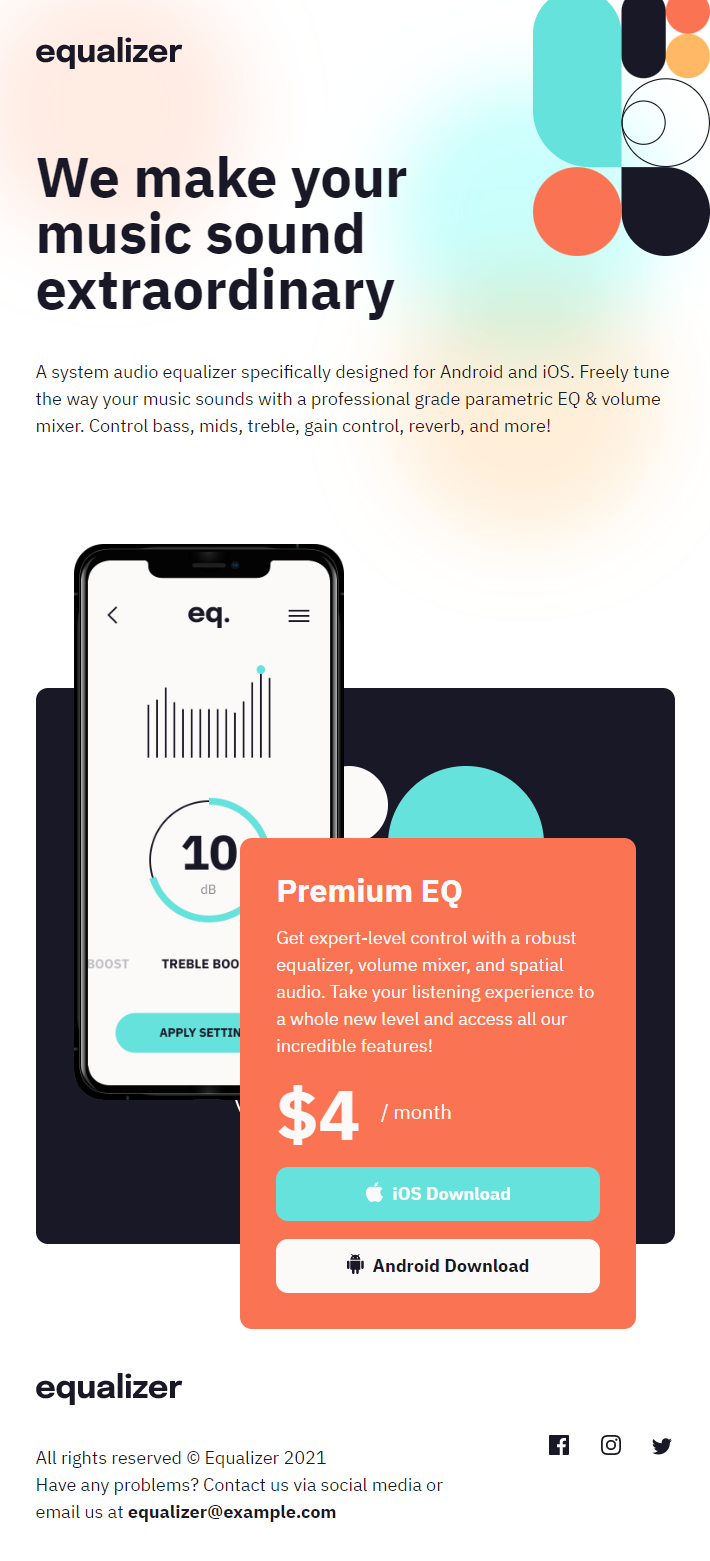 equalizer
We make your
music sound
extraordinary
A system audio equalizer specifically designed for Android and iOS. Freely tune
the way your music sounds with a professional grade parametric EQ & volume
mixer. Control bass, mids, treble, gain control, reverb, and more!
eq.
10
dB
BOOST TREBLE BOO
APPLY SETTIN
Premium EQ
Get expert-level control with a robust
equalizer, volume mixer, and spatial
audio. Take your listening experience to
a whole new level and access all our
incredible features!
$4 / month
iOS Download
Android Download
equalizer
All rights reserved © Equalizer 2021
Have any problems? Contact us via social media or
email us at equalizer@example.com